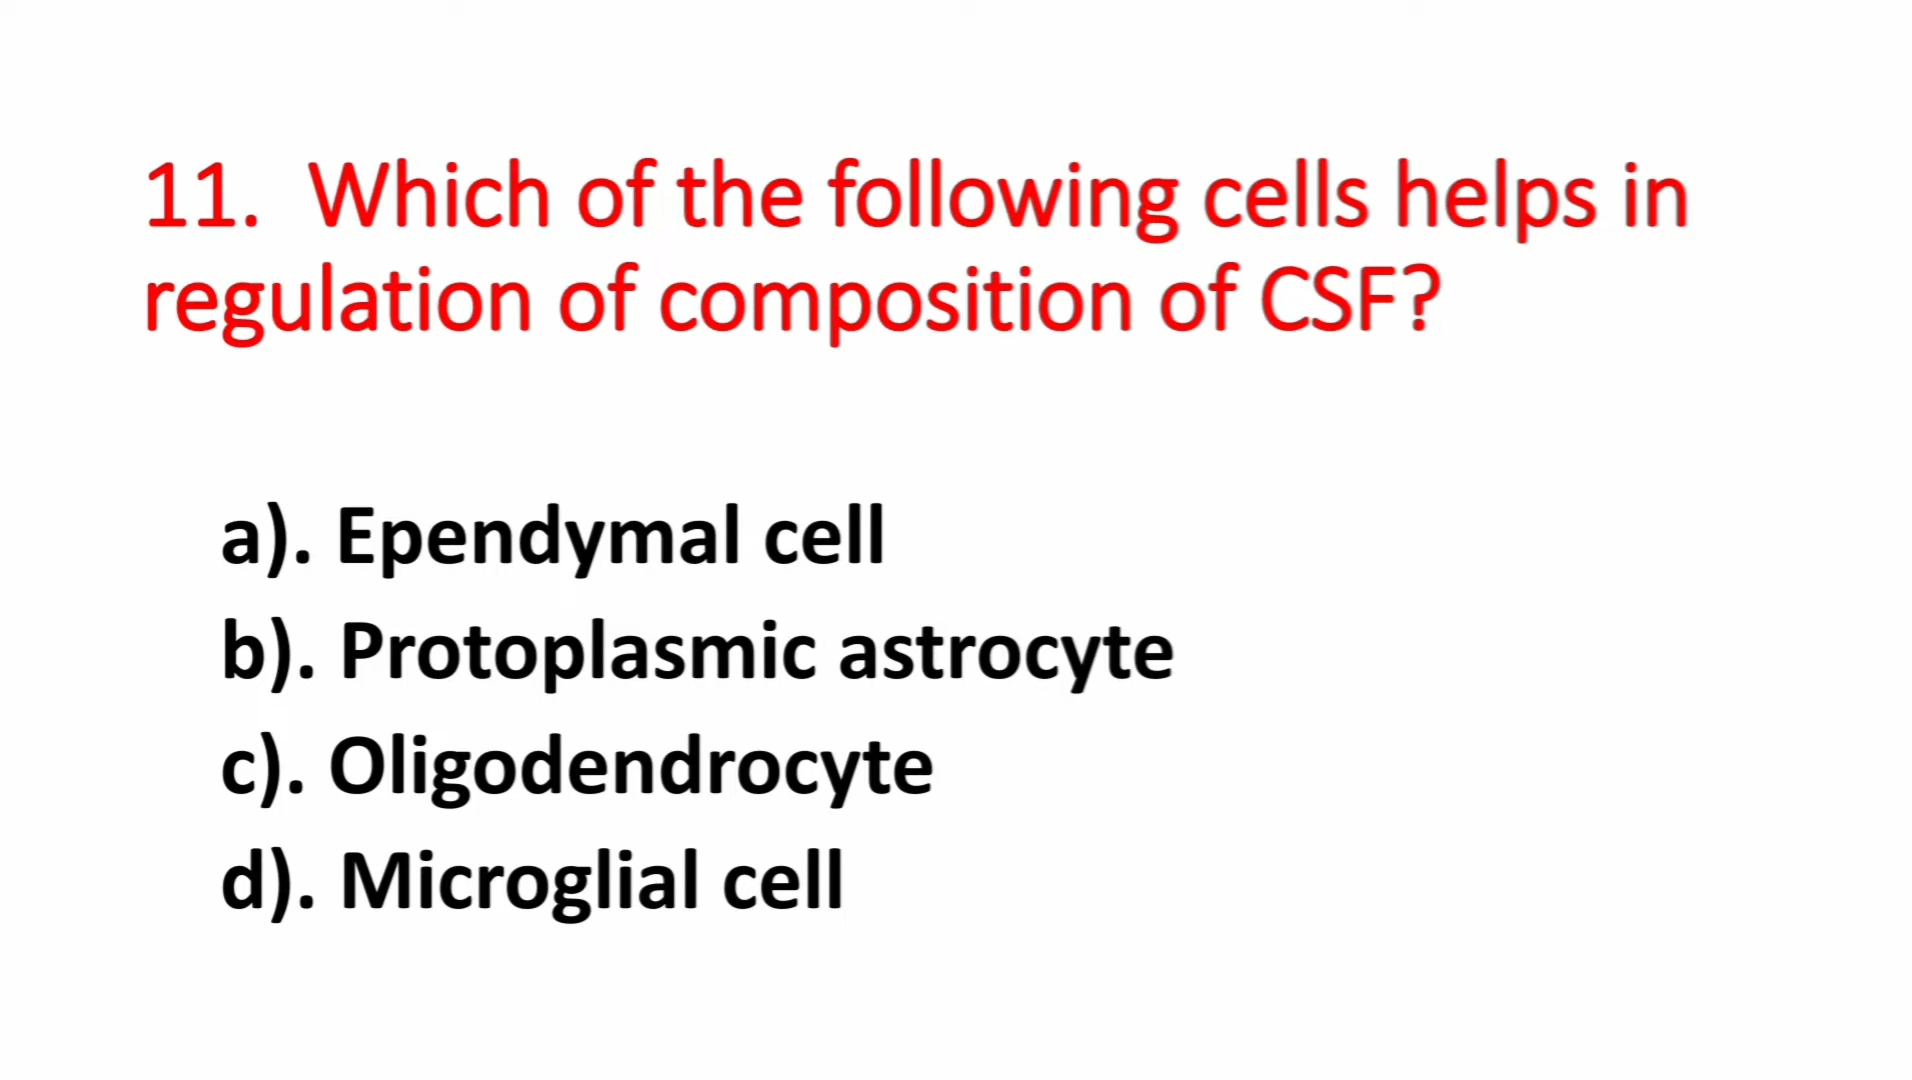 11.  Which of the following cells helps in
regulation of composition of CSF?
a). Ependymal cell
b). Protoplasmic astrocyte
c). Oligodendrocyte
d). Microglial cell